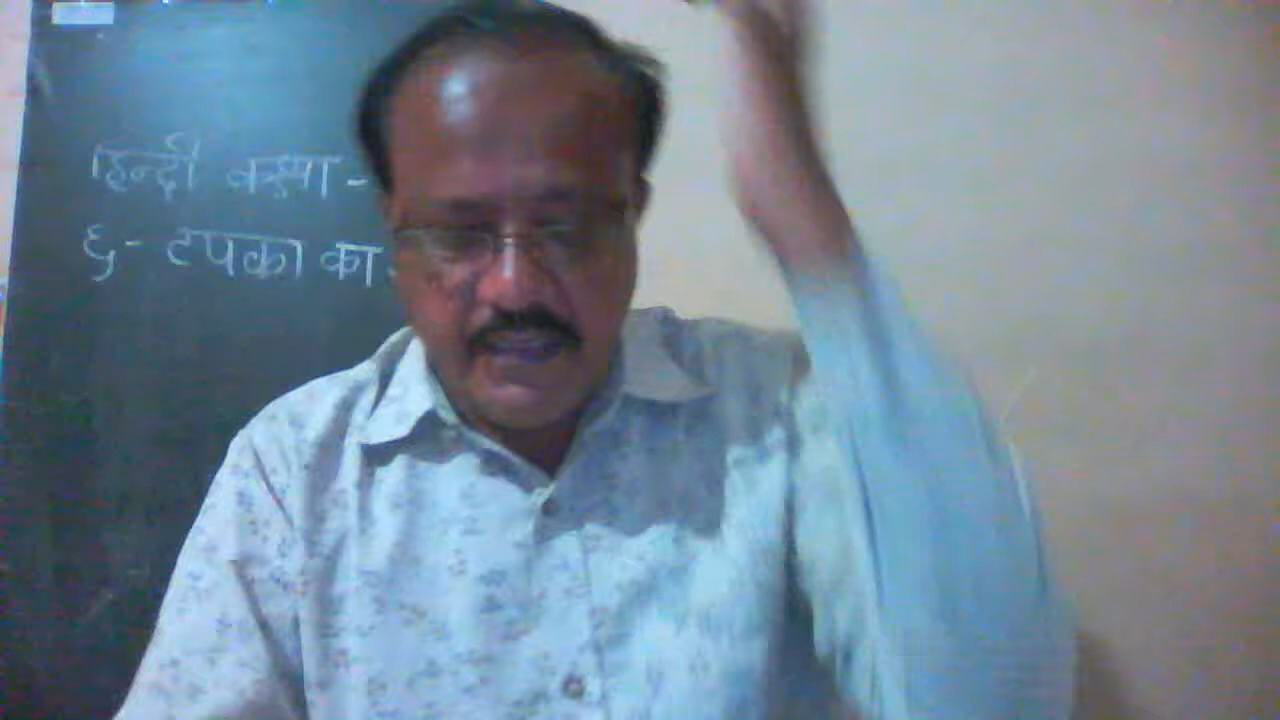 हिन्दी कक्षा -
६- टपका का